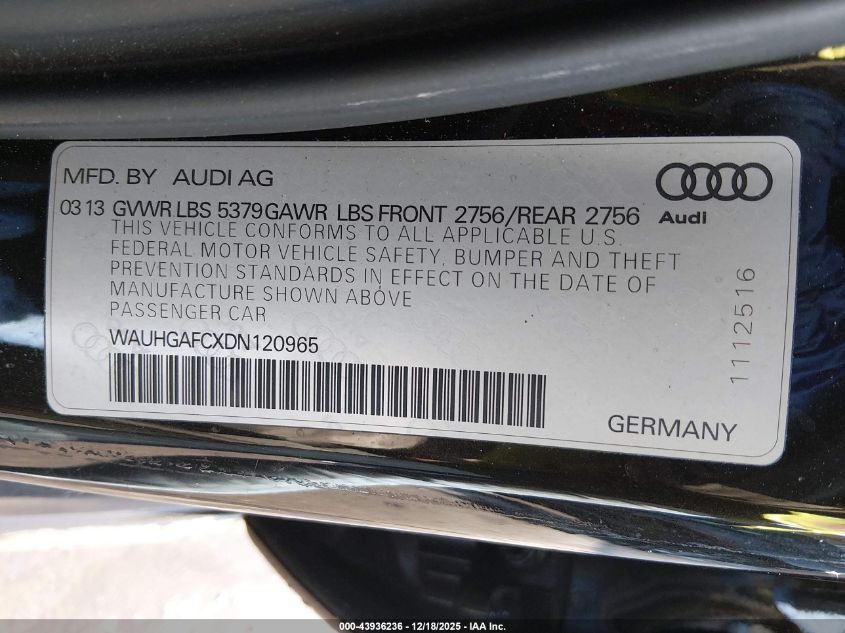 MFD. BY AUDI AG
Audi
03 13 GVWR LBS 5379 GAWR LBS FRONT 2756/REAR 2756
THIS VEHICLE CONFORMS TO ALL APPLICABLE U.S.
FEDERAL MOTOR VEHICLE SAFETY, BUMPER AND THEFT
PREVENTION STANDARDS IN EFFECT ON THE DATE OF
MANUFACTURE SHOWN ABOVE
PASSENGER CAR
WAUHGAFCXDN120965
1112516
GERMANY
000-43936236 - 12/18/2025 - IAA Inc.